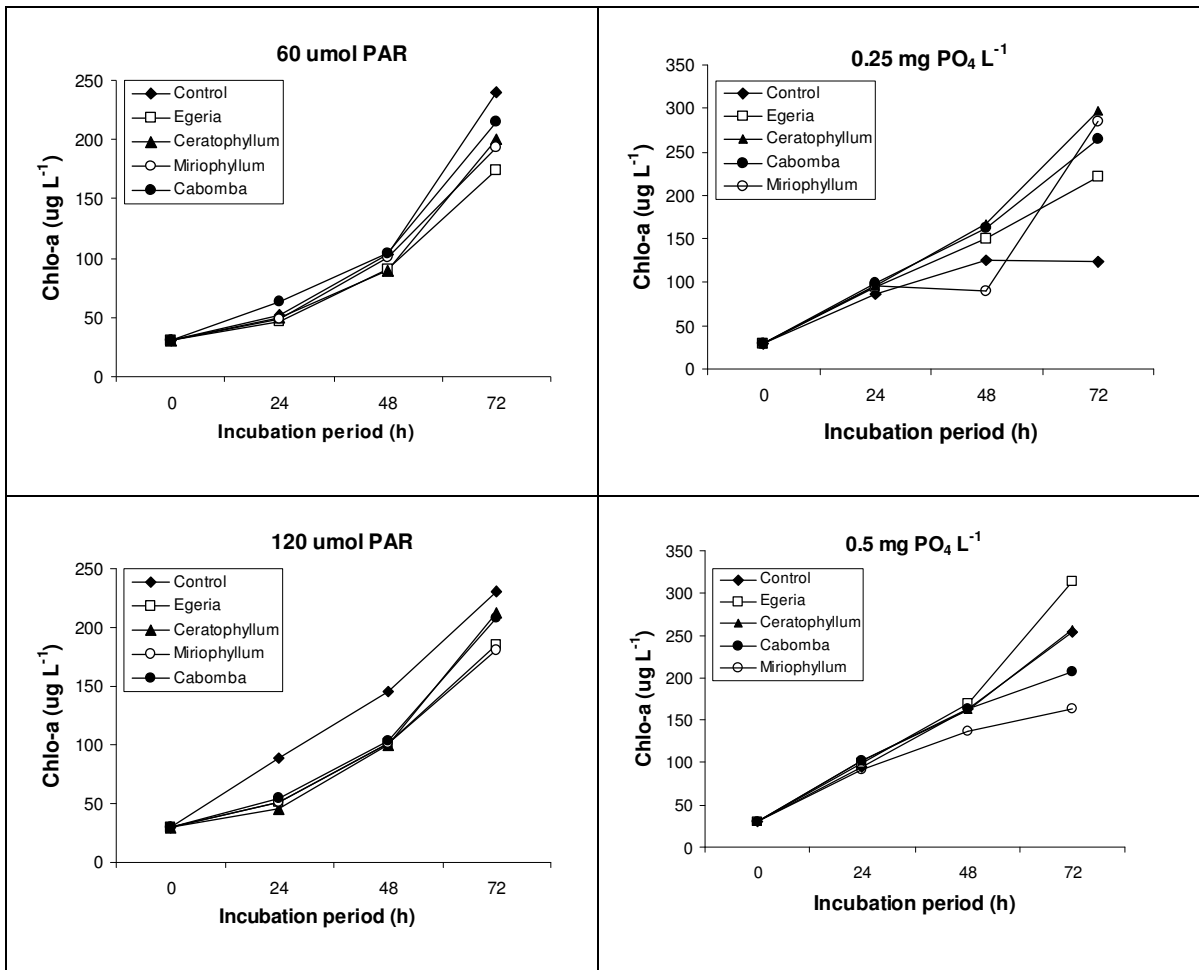 60 umol PAR
250
200
150
100
50
0
Chlo-a (ug L-1)
Control
Egeria
Ceratophyllum
Miriophyllum
Cabomba
0 24 48 72
Incubation period (h)
0.25 mg PO4 L-1
350
300
250
200
150
100
50
0
Chlo-a (ug L-1)
Control
Egeria
Ceratophyllum
Cabomba
Miriophyllum
0 24 48 72
Incubation period (h)
120 umol PAR
250
200
150
100
50
0
Chlo-a (ug L-1)
Control
Egeria
Ceratophyllum
Miriophyllum
Cabomba
0 24 48 72
Incubation period (h)
0.5 mg PO4 L-1
350
300
250
200
150
100
50
0
Chlo-a (ug L-1)
Control
Egeria
Ceratophyllum
Cabomba
Miriophyllum
0 24 48 72
Incubation period (h)